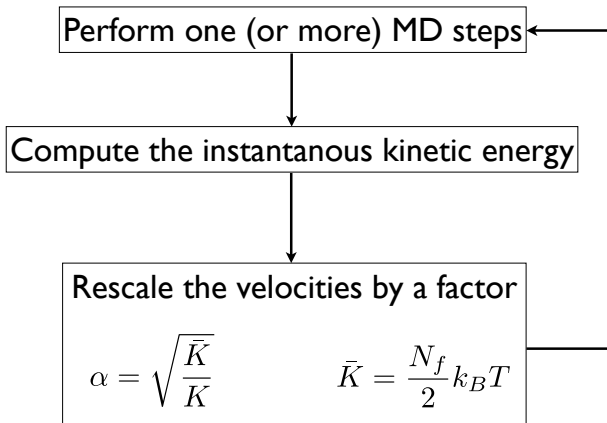 Perform one (or more) MD steps
Compute the instantanous kinetic energy
Rescale the velocities by a factor
α = √(K̄/K)    K̄ = N_f/2 k_B T